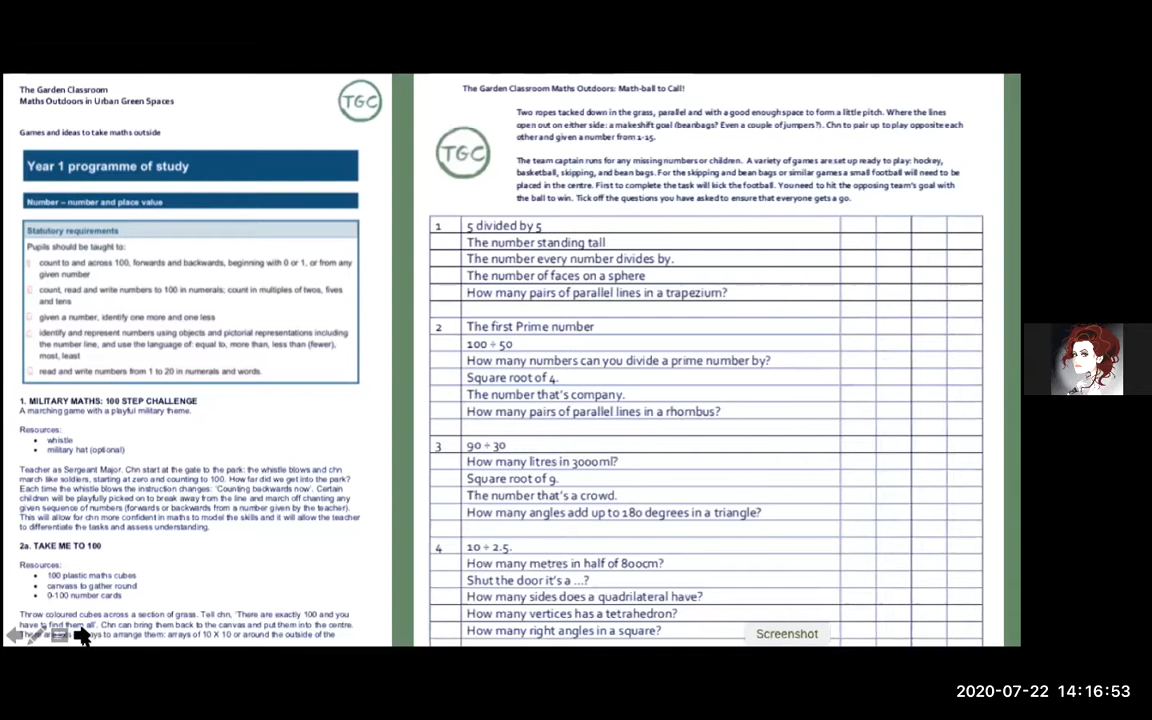 The Garden Classroom
Maths Outdoors in Urban Green Spaces
TGC
Games and ideas to take maths outside
Year 1 programme of study
Number – number and place value
Statutory requirements
Pupils should be taught to:
count to and across 100, forwards and backwards, beginning with 0 or 1, or from any
given number
count, read and write numbers to 100 in numerals; count in multiples of twos, fives
and tens
given a number, identify one more and one less
identify and represent numbers using objects and pictorial representations including
the number line, and use the language of: equal to, more than, less than (fewer),
most, least
read and write numbers from 1 to 20 in numerals and words.
1. MILITARY MATHS: 100 STEP CHALLENGE
A marching game with a playful military theme.
Resources:
• whistle
• military hat (optional)
Teacher as Sergeant Major. Chn start at the gate to the park: the whistle blows and chn
march like soldiers, starting at zero and counting to 100. How far did we get into the park?
Each time the whistle blows the instruction changes: 'Counting backwards now'. Certain
children will be playfully picked on to break away from the line and march off chanting any
given sequence of numbers (forwards or backwards from a number given by the teacher).
This will allow for chn more confident in maths to model the skills and it will allow the teacher
to differentiate the tasks and assess understanding.
2a. TAKE ME TO 100
Resources:
• 100 plastic maths cubes
• canvass to gather round
• 0-100 number cards
Throw coloured cubes across a section of grass. Tell chn, 'There are exactly 100 and you
have to find them all'. Chn can bring them back to the canvas and put them into the centre.
to arrange them: arrays of 10 X 10 or around the outside of the
The Garden Classroom Maths Outdoors: Math-ball to Call!
TGC
Two ropes tacked down in the grass, parallel and with a good enough space to form a little pitch. Where the lines
open out on either side: a makeshift goal (beanbags? Even a couple of jumpers?). Chn to pair up to play opposite each
other and given a number from 1-15.
The team captain runs for any missing numbers or children. A variety of games are set up ready to play: hockey,
basketball, skipping, and bean bags. For the skipping and bean bags or similar games a small football will need to be
placed in the centre. First to complete the task will kick the football. You need to hit the opposing team's goal with
the ball to win. Tick off the questions you have asked to ensure that everyone gets a go.
1 5 divided by 5
The number standing tall
The number every number divides by.
The number of faces on a sphere
How many pairs of parallel lines in a trapezium?
2 The first Prime number
100 ÷ 50
How many numbers can you divide a prime number by?
Square root of 4.
The number that's company.
How many pairs of parallel lines in a rhombus?
3 90 ÷ 30
How many litres in 3000ml?
Square root of 9.
The number that's a crowd.
How many angles add up to 180 degrees in a triangle?
4 10 ÷ 2.5.
How many metres in half of 800cm?
Shut the door it's a ...?
How many sides does a quadrilateral have?
How many vertices has a tetrahedron?
How many right angles in a square?
Screenshot
2020-07-22 14:16:53